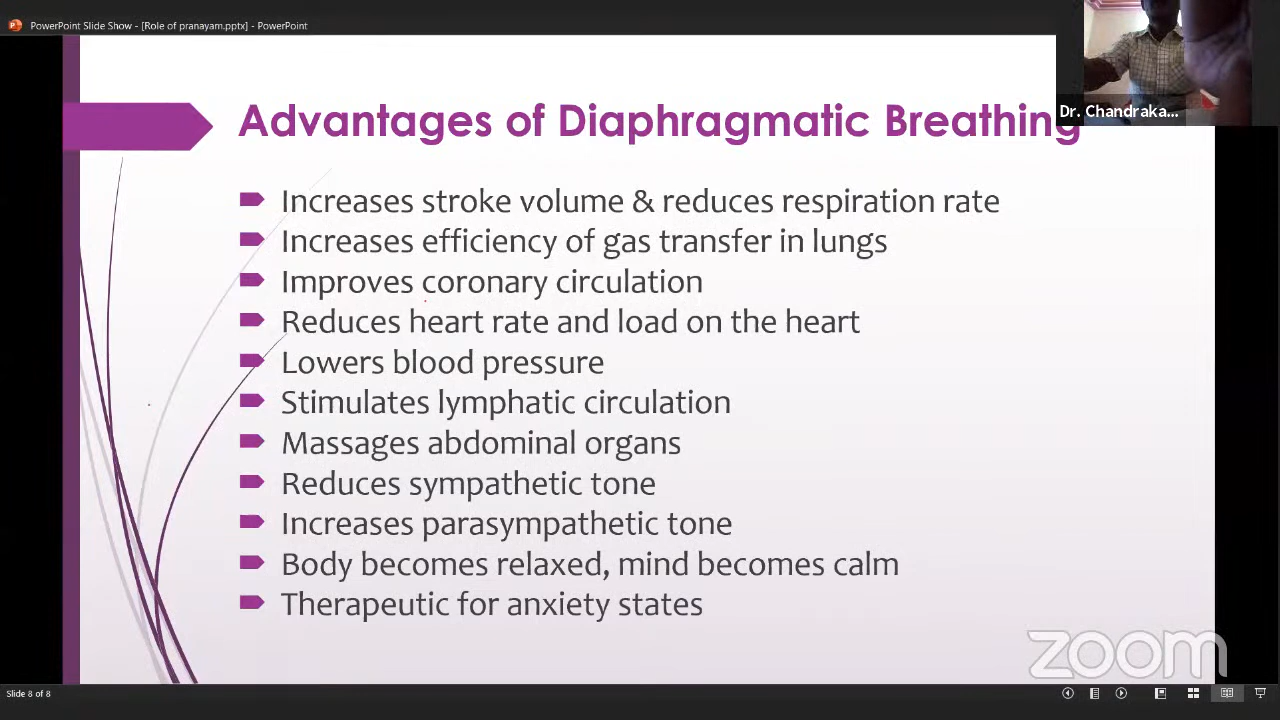 PowerPoint Slide Show - [Role of pranayam.pptx] - PowerPoint
Dr. Chandraka...
Advantages of Diaphragmatic Breathing
Increases stroke volume & reduces respiration rate
Increases efficiency of gas transfer in lungs
Improves coronary circulation
Reduces heart rate and load on the heart
Lowers blood pressure
Stimulates lymphatic circulation
Massages abdominal organs
Reduces sympathetic tone
Increases parasympathetic tone
Body becomes relaxed, mind becomes calm
Therapeutic for anxiety states
zoom
Slide 8 of 8